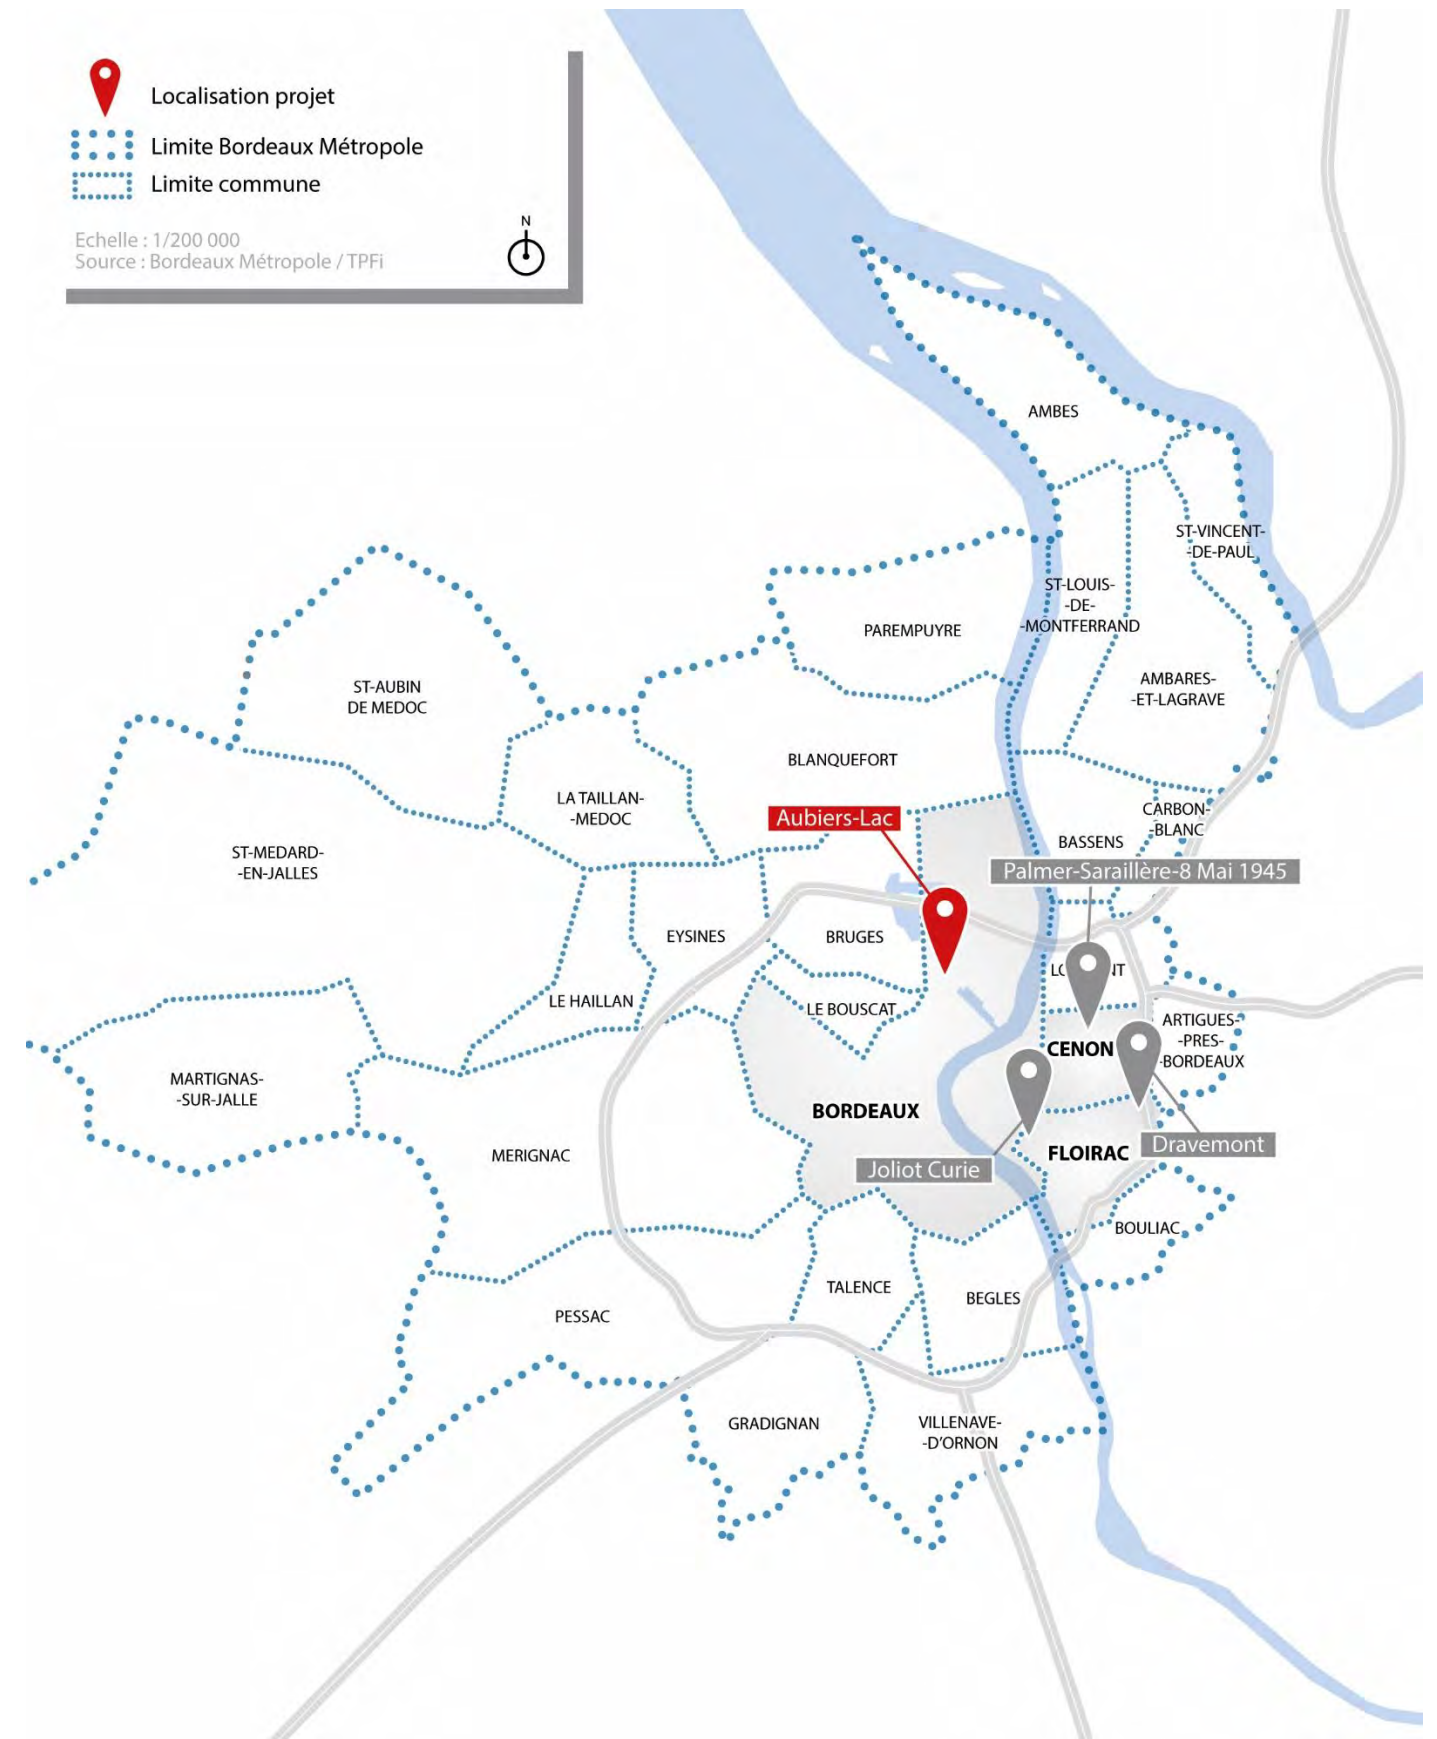 Localisation projet
Limite Bordeaux Métropole
Limite commune
N
Echelle : 1/200 000
Source : Bordeaux Métropole / TPFi
AMBES
ST-VINCENT-
-DE-PAUL
ST-LOUIS-
-DE-
-MONTFERRAND
PAREMPUYRE
AMBARES-
-ET-LAGRAVE
ST-AUBIN
DE MEDOC
BLANQUEFORT
LA TAILLAN-
-MEDOC
Aubiers-Lac
CARBON-
-BLANC
BASSENS
ST-MEDARD-
-EN-JALLES
Palmer-Saraillère-8 Mai 1945
EYSINES
BRUGES
LE HAILLAN
LE BOUSCAT
ARTIGUES-
-PRES-
-BORDEAUX
CENON
MARTIGNAS-
-SUR-JALLE
BORDEAUX
MERIGNAC
FLOIRAC
Dravemont
Joliot Curie
BOULIAC
TALENCE
BEGLES
PESSAC
GRADIGNAN
VILLENAVE-
-D'ORNON